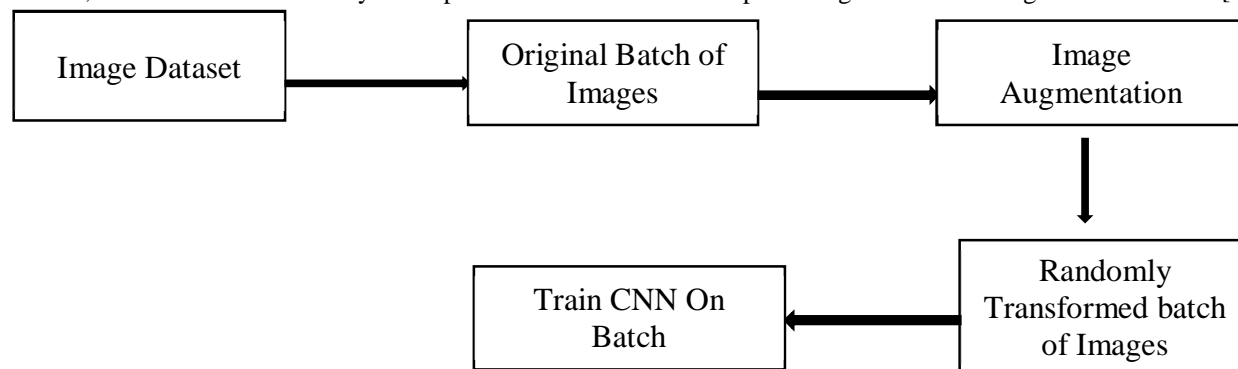 Image Dataset
Original Batch of
Images
Image
Augmentation
Randomly
Transformed batch
of Images
Train CNN On
Batch